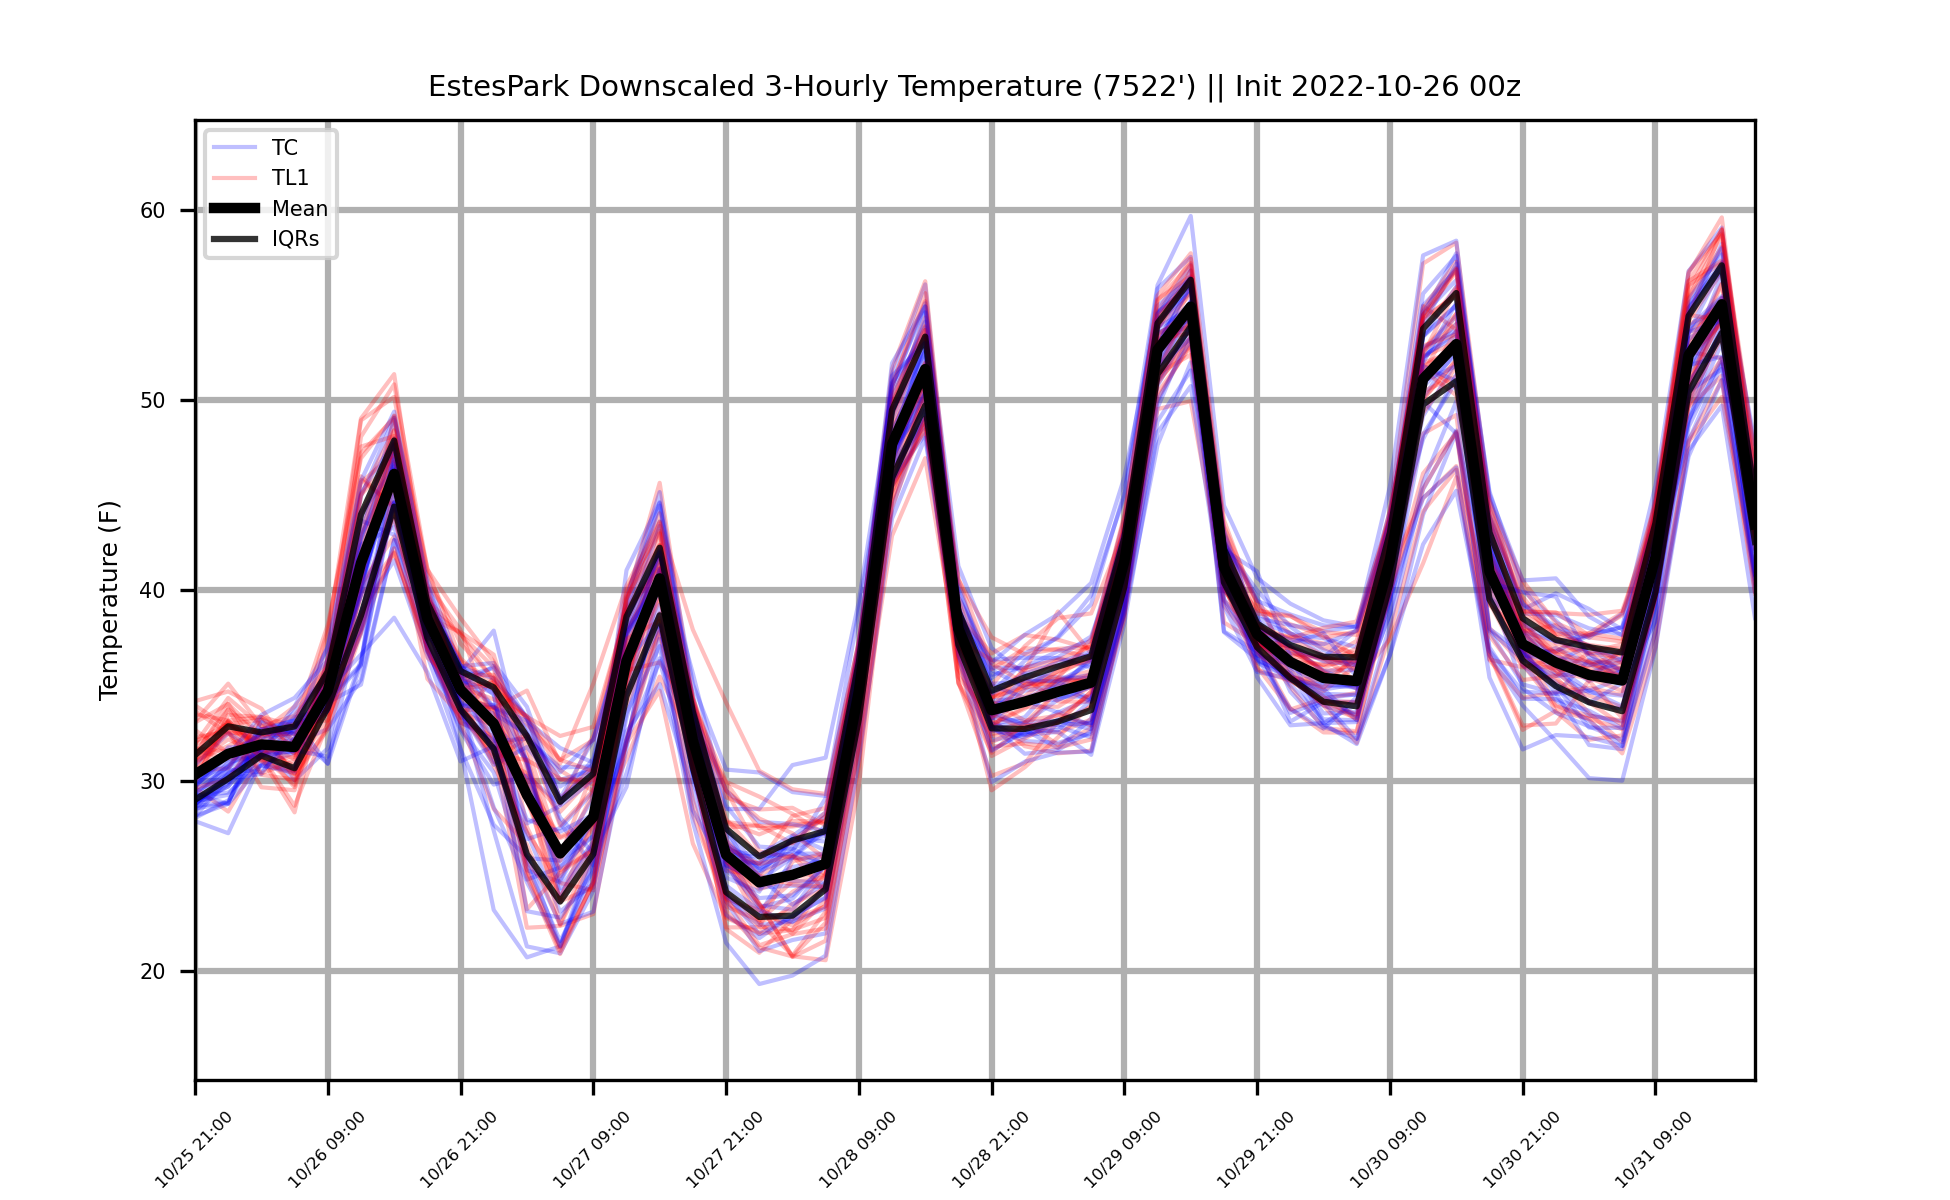 EstesPark Downscaled 3-Hourly Temperature (7522') || Init 2022-10-26 00z
TC
TL1
Mean
IQRs
Temperature (F)
60
50
40
30
20
10/25 21:00
10/26 09:00
10/26 21:00
10/27 09:00
10/27 21:00
10/28 09:00
10/28 21:00
10/29 09:00
10/29 21:00
10/30 09:00
10/30 21:00
10/31 09:00